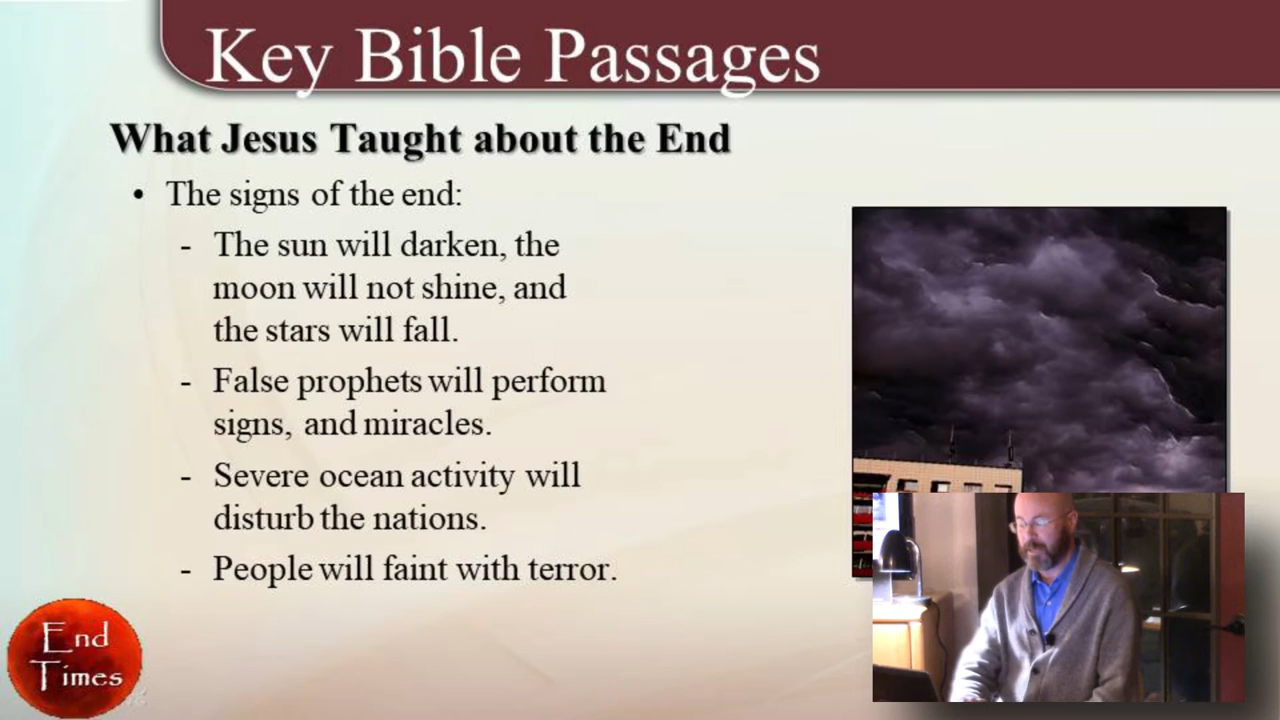 Key Bible Passages
What Jesus Taught about the End
• The signs of the end:
- The sun will darken, the
moon will not shine, and
the stars will fall.
- False prophets will perform
signs, and miracles.
- Severe ocean activity will
disturb the nations.
- People will faint with terror.
End
Times